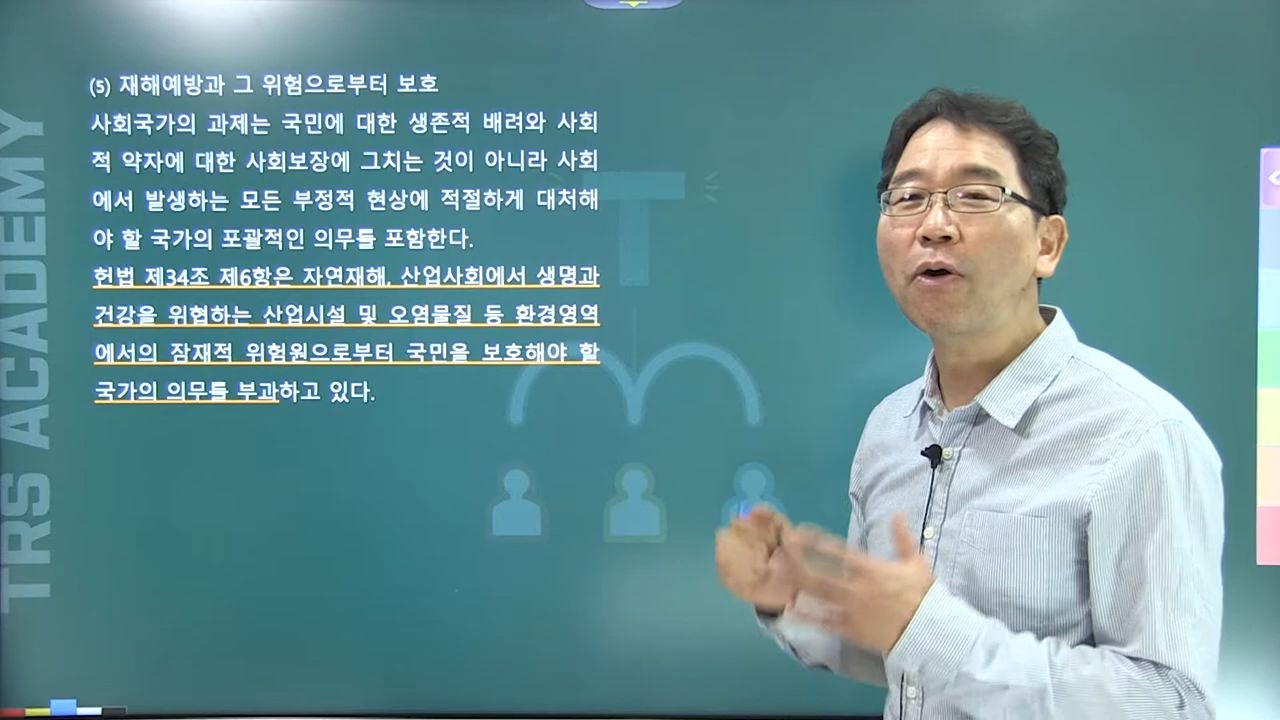 (5) 재해예방과 그 위험으로부터 보호
사회국가의 과제는 국민에 대한 생존적 배려와 사회
적 약자에 대한 사회보장에 그치는 것이 아니라 사회
에서 발생하는 모든 부정적 현상에 적절하게 대처해
야 할 국가의 포괄적인 의무를 포함한다.
헌법 제34조 제6항은 자연재해, 산업사회에서 생명과
건강을 위협하는 산업시설 및 오염물질 등 환경영역
에서의 잠재적 위험원으로부터 국민을 보호해야 할
국가의 의무를 부과하고 있다.
TRS ACADEMY